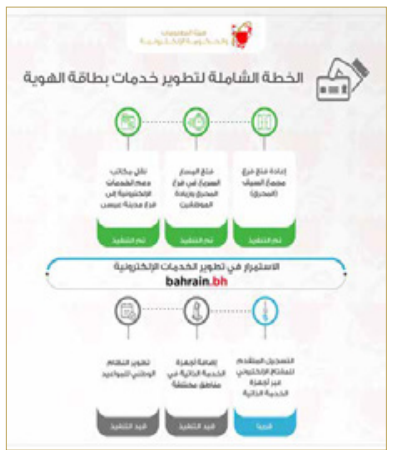 هيئة المعلومات
والحكومة الإلكترونية
الخطة الشاملة لتطوير خدمات بطاقة الهوية
إعادة فتح فرع
مجمع السيف
(المحرق)
تم التنفيذ
فتح المسار
السريع في فرع
المحرق وزيادة
الموظفين
تم التنفيذ
نقل مكاتب
دعم الخدمات
الإلكترونية إلى
فرع مدينة عيسى
تم التنفيذ
الاستمرار في تطوير الخدمات الإلكترونية
bahrain.bh
التسجيل المتقدم
للمفتاح الإلكتروني
عبر أجهزة
الخدمة الذاتية
قريبا
إضافة أجهزة
الخدمة الذاتية في
مناطق مختلفة
قيد التنفيذ
تطوير النظام
الوطني للمواعيد
قيد التنفيذ